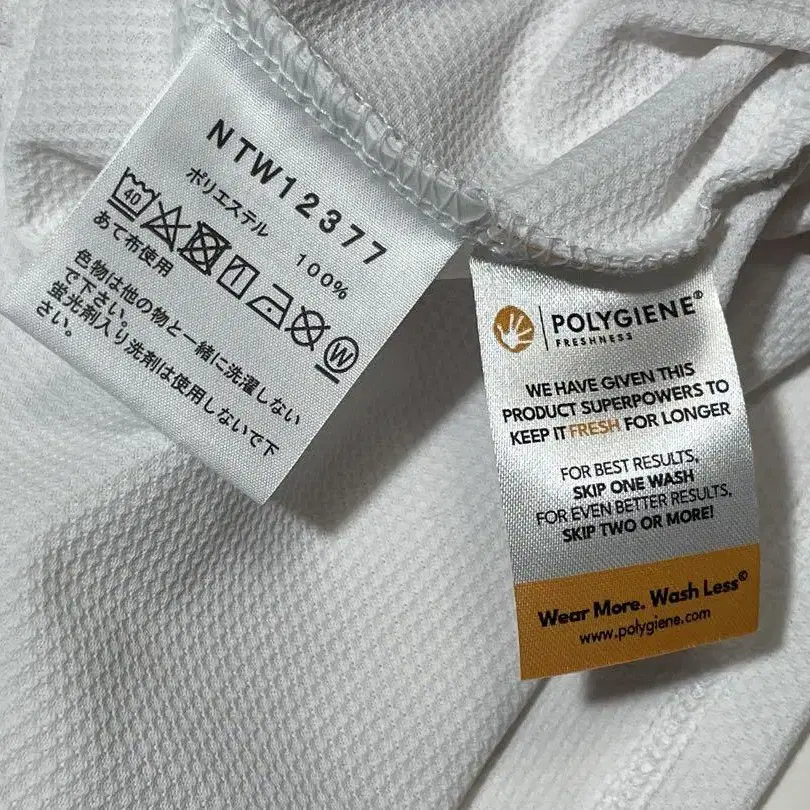 NTW12377
ポリエステル 100%
40
W
あて布使用
色物は他の物と一緒に洗濯しない
で下さい。
蛍光剤入り洗剤は使用しないで下
さい。
POLYGIENE®
FRESHNESS
WE HAVE GIVEN THIS
PRODUCT SUPERPOWERS TO
KEEP IT FRESH FOR LONGER
FOR BEST RESULTS,
SKIP ONE WASH
FOR EVEN BETTER RESULTS,
SKIP TWO OR MORE!
Wear More. Wash Less©
www.polygiene.com